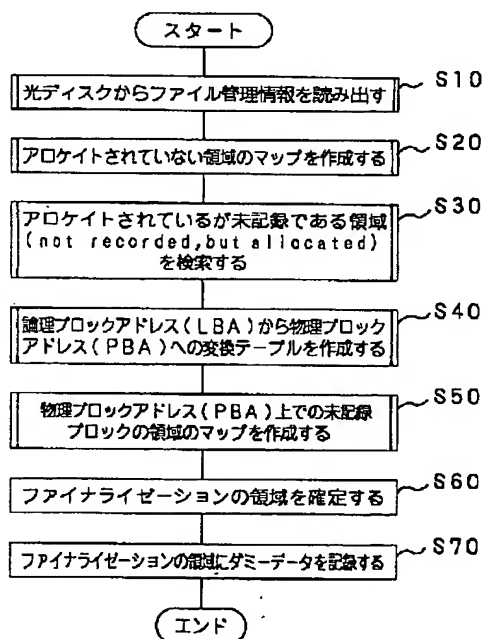 スタート
光ディスクからファイル管理情報を読み出す
S10
アロケイトされていない領域のマップを作成する
S20
アロケイトされているが未記録である領域
(not recorded,but allocated)
を検索する
S30
論理ブロックアドレス(LBA)から物理ブロック
アドレス(PBA)への変換テーブルを作成する
S40
物理ブロックアドレス(PBA)上での未記録
ブロックの領域のマップを作成する
S50
ファイナライゼーションの領域を確定する
S60
ファイナライゼーションの領域にダミーデータを記録する
S70
エンド